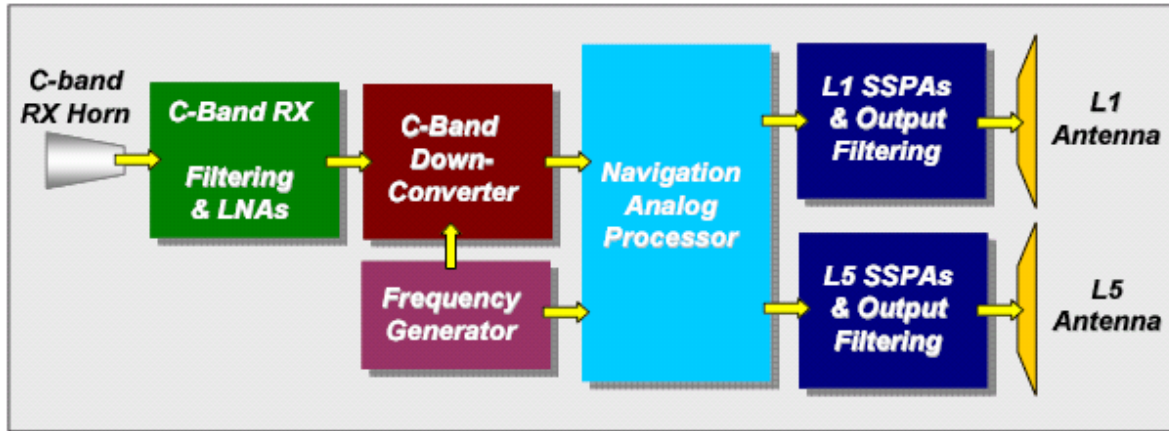 C-band
RX Horn
C-Band RX
Filtering
& LNAs
C-Band
Down-
Converter
Frequency
Generator
Navigation
Analog
Processor
L1 SSPAs
& Output
Filtering
L1
Antenna
L5 SSPAs
& Output
Filtering
L5
Antenna